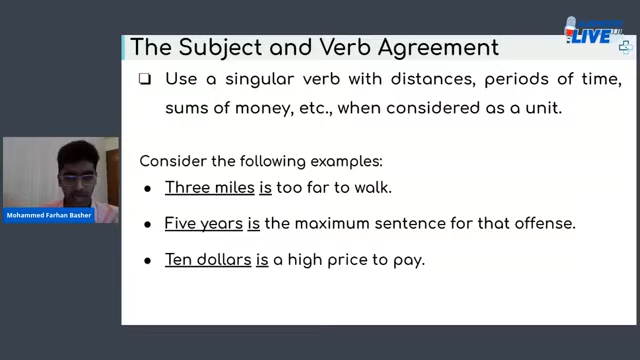 LIVE
The Subject and Verb Agreement
❏ Use a singular verb with distances, periods of time,
sums of money, etc., when considered as a unit.
Consider the following examples:
● Three miles is too far to walk.
● Five years is the maximum sentence for that offense.
● Ten dollars is a high price to pay.
Mohammed Farhan Basher